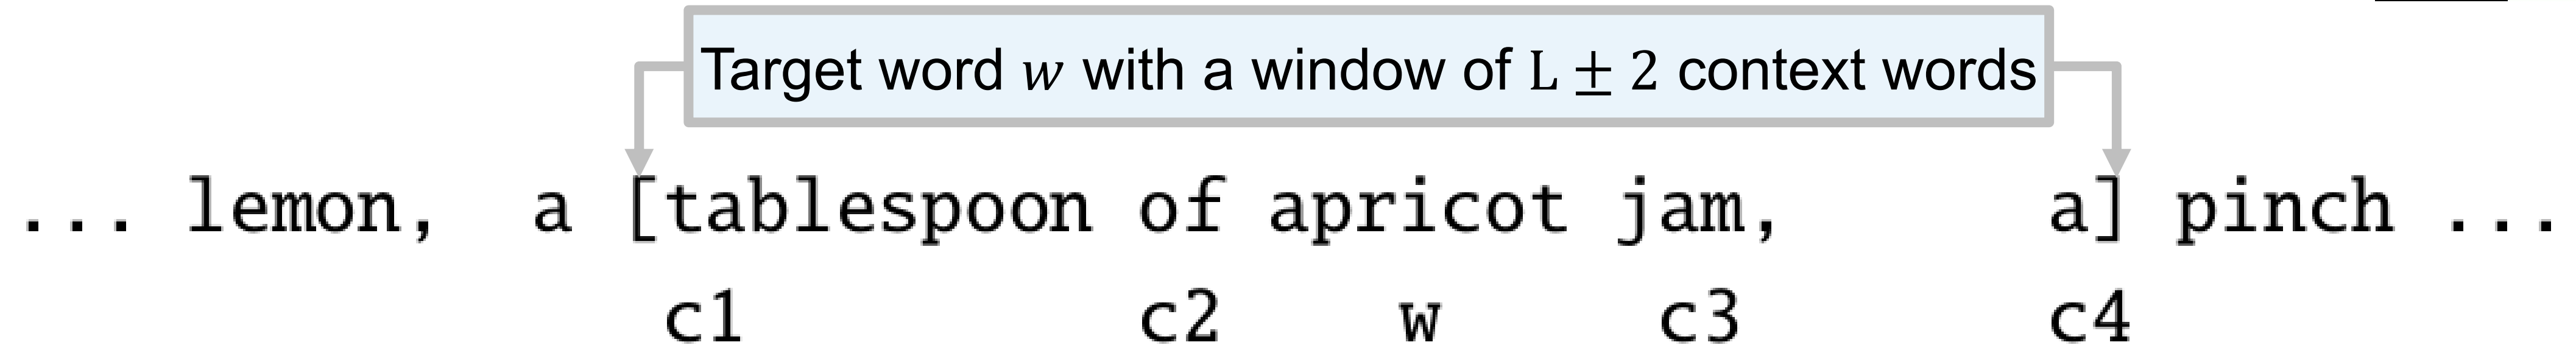 Target word w with a window of L ± 2 context words
... lemon, a [tablespoon of apricot jam, a] pinch ...
c1 c2 w c3 c4